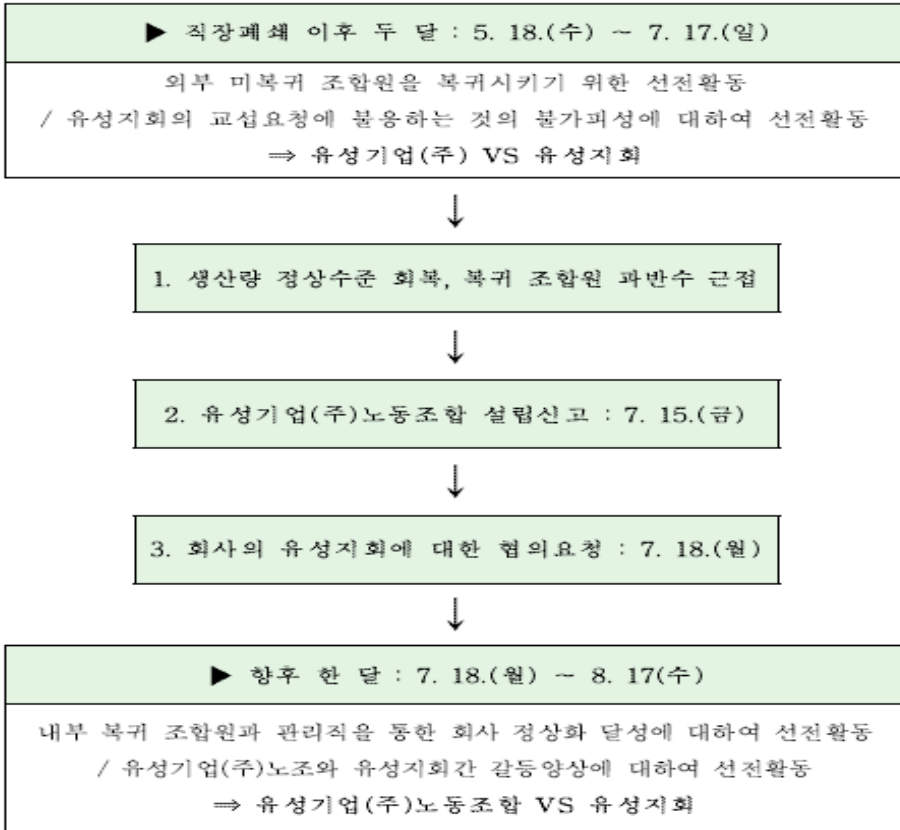 ▶ 직장폐쇄 이후 두 달 : 5. 18.(수) ~ 7. 17.(일)
외부 미복귀 조합원을 복귀시키기 위한 선전활동
/ 유성지회의 교섭요청에 불응하는 것의 불가피성에 대하여 선전활동
⇒ 유성기업(주) VS 유성지회
↓
1. 생산량 정상수준 회복, 복귀 조합원 과반수 근접
↓
2. 유성기업(주)노동조합 설립신고 : 7. 15.(금)
↓
3. 회사의 유성지회에 대한 협의요청 : 7. 18.(월)
↓
▶ 향후 한 달 : 7. 18.(월) ~ 8. 17(수)
내부 복귀 조합원과 관리직을 통한 회사 정상화 달성에 대하여 선전활동
/ 유성기업(주)노조와 유성지회간 갈등양상에 대하여 선전활동
⇒ 유성기업(주)노동조합 VS 유성지회